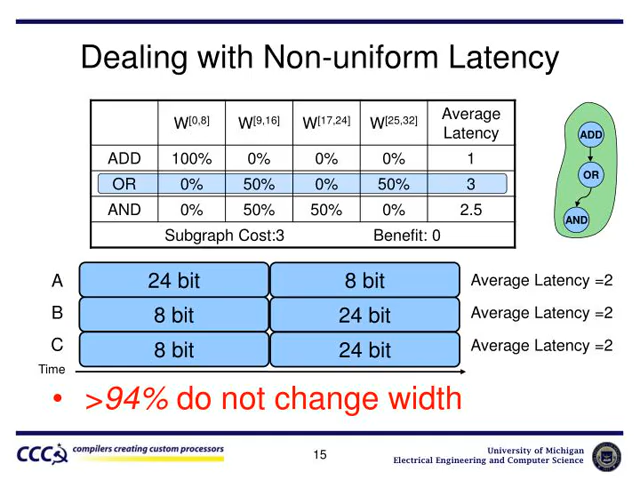 Dealing with Non-uniform Latency
W[0,8] W[9,16] W[17,24] W[25,32] Average Latency
ADD 100% 0% 0% 0% 1
OR 0% 50% 0% 50% 3
AND 0% 50% 50% 0% 2.5
Subgraph Cost:3 Benefit: 0
ADD
OR
AND
A 24 bit 8 bit Average Latency =2
B 8 bit 24 bit Average Latency =2
C 8 bit 24 bit Average Latency =2
Time
• >94% do not change width
CCCP compilers creating custom processors
15
University of Michigan
Electrical Engineering and Computer Science